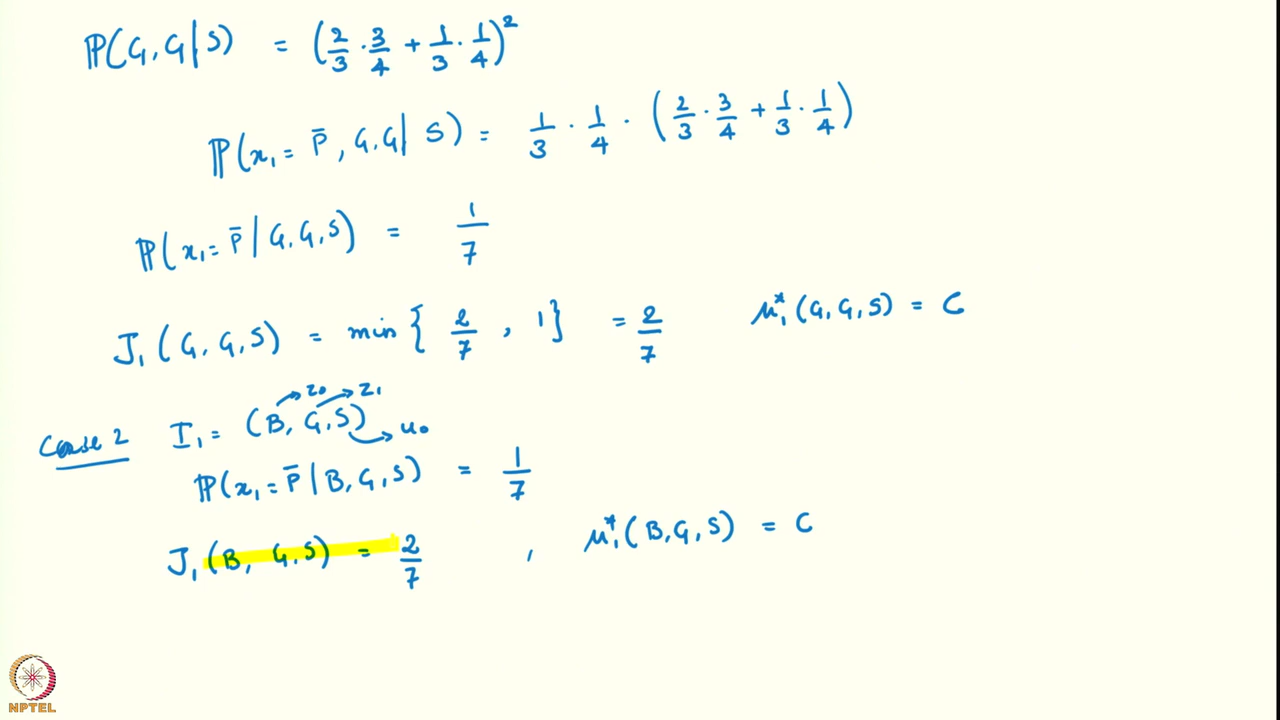 ℙ(G,G|S) = (2/3 · 3/4 + 1/3 · 1/4)²
ℙ(x₁ = P̄, G,G| S) = 1/3 · 1/4 · (2/3 · 3/4 + 1/3 · 1/4)
ℙ(x₁ = P̄ | G,G,S) = 1/7
J₁(G,G,S) = min{2/7, 1} = 2/7 μ₁*(G,G,S) = C
z₀ z₁
Case 2 I₁ = (B,G,S) u₀
ℙ(x₁ = P̄ | B,G,S) = 1/7
J₁(B,G,S) = 2/7 , μ₁*(B,G,S) = C
NPTEL